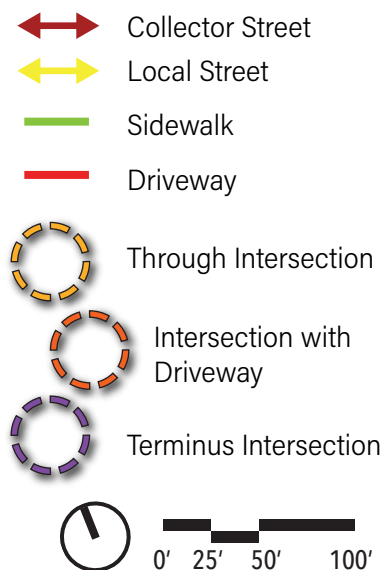 Collector Street
Local Street
Sidewalk
Driveway
Through Intersection
Intersection with
Driveway
Terminus Intersection
0' 25' 50' 100'